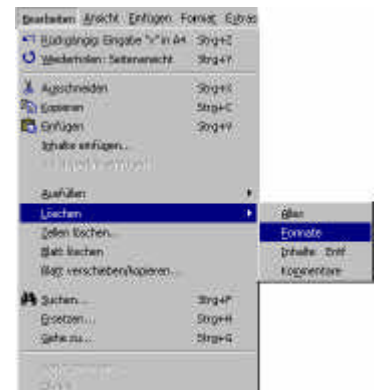 Bearbeiten Ansicht Einfügen Format Extras
Rückgängig: Eingabe "=" in A4 Strg+Z
Wiederholen: Seitenansicht Strg+Y
Ausschneiden Strg+X
Kopieren Strg+C
Einfügen Strg+V
Inhalte einfügen...
Ausfüllen
Löschen
Alles
Zellen löschen...
Formate
Blatt löschen
Inhalte Entf
Blatt verschieben/kopieren...
Kommentare
Suchen... Strg+F
Ersetzen... Strg+H
Gehe zu... Strg+G